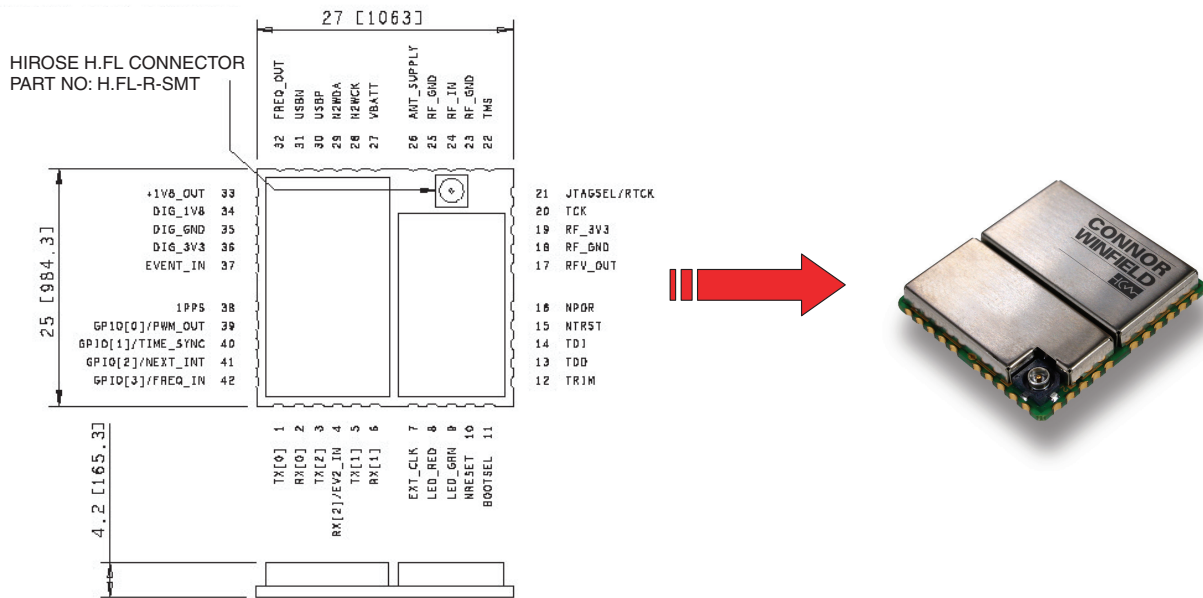 27 [1063]
HIROSE H.FL CONNECTOR
PART NO: H.FL-R-SMT
32 FREQ_OUT
31 USBN
30 USBP
29 N2WDA
28 N2WCK
27 VBATT
26 ANT_SUPPLY
25 RF_GND
24 RF_IN
23 RF_GND
22 TMS
+1V8_OUT 33
DIG_1V8 34
DIG_GND 35
DIG_3V3 36
EVENT_IN 37
1PPS 38
GPIO[0]/PWM_OUT 39
GPIO[1]/TIME_SYNC 40
GPIO[2]/NEXT_INT 41
GPIO[3]/FREQ_IN 42
25 [984.3]
21 JTAGSEL/RTCK
20 TCK
19 RF_3V3
18 RF_GND
17 RFV_OUT
16 NPOR
15 NTRST
14 TDI
13 TDO
12 TRIM
TX[0] 1
RX[0] 2
TX[2] 3
RX[2]/EV2_IN 4
TX[1] 5
RX[1] 6
EXT_CLK 7
LED_RED 8
LED_GRN 9
NRESET 10
BOOTSEL 11
4.2 [165.3]
CONNOR
WINFIELD
CW